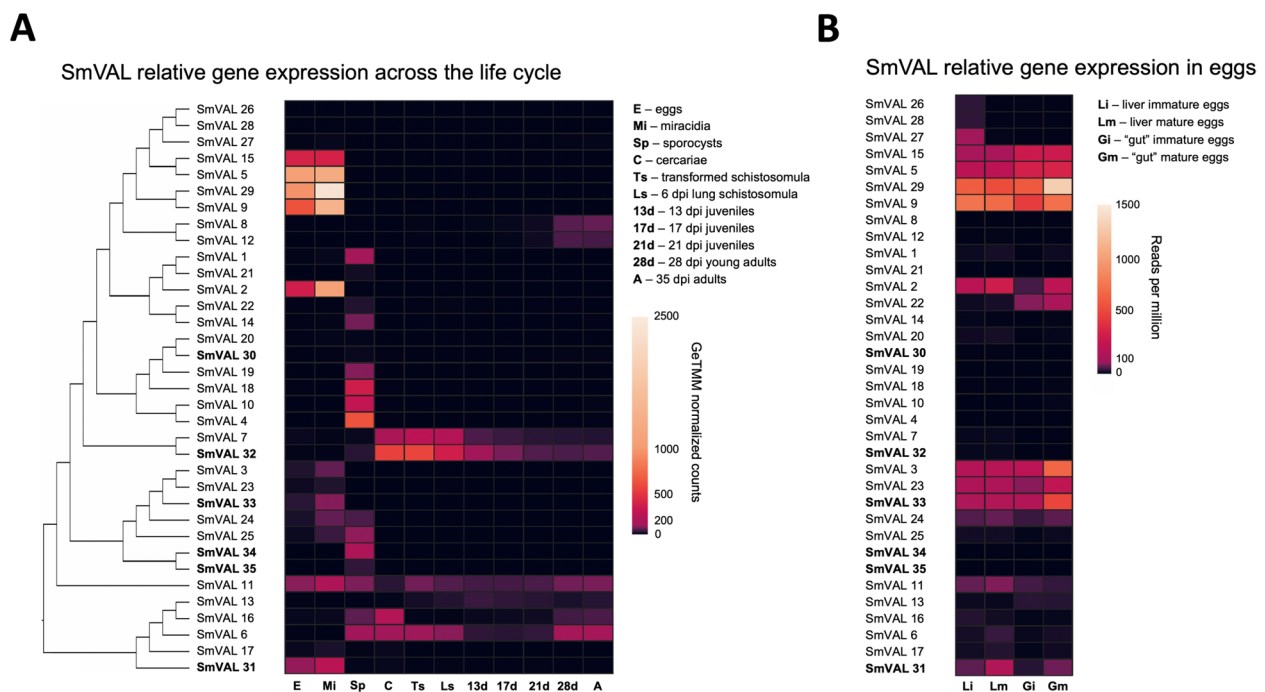 A
SmVAL relative gene expression across the life cycle
SmVAL 26
SmVAL 28
SmVAL 27
SmVAL 15
SmVAL 5
SmVAL 29
SmVAL 9
SmVAL 8
SmVAL 12
SmVAL 1
SmVAL 21
SmVAL 2
SmVAL 22
SmVAL 14
SmVAL 20
SmVAL 30
SmVAL 19
SmVAL 18
SmVAL 10
SmVAL 4
SmVAL 7
SmVAL 32
SmVAL 3
SmVAL 23
SmVAL 33
SmVAL 24
SmVAL 25
SmVAL 34
SmVAL 35
SmVAL 11
SmVAL 13
SmVAL 16
SmVAL 6
SmVAL 17
SmVAL 31
E Mi Sp C Ts Ls 13d 17d 21d 28d A
E – eggs
Mi – miracidia
Sp – sporocysts
C – cercariae
Ts – transformed schistosomula
Ls – 6 dpi lung schistosomula
13d – 13 dpi juveniles
17d – 17 dpi juveniles
21d – 21 dpi juveniles
28d – 28 dpi young adults
A – 35 dpi adults
2500
1000
500
200
0
GeTMM normalized counts
B
SmVAL relative gene expression in eggs
SmVAL 26
SmVAL 28
SmVAL 27
SmVAL 15
SmVAL 5
SmVAL 29
SmVAL 9
SmVAL 8
SmVAL 12
SmVAL 1
SmVAL 21
SmVAL 2
SmVAL 22
SmVAL 14
SmVAL 20
SmVAL 30
SmVAL 19
SmVAL 18
SmVAL 10
SmVAL 4
SmVAL 7
SmVAL 32
SmVAL 3
SmVAL 23
SmVAL 33
SmVAL 24
SmVAL 25
SmVAL 34
SmVAL 35
SmVAL 11
SmVAL 13
SmVAL 16
SmVAL 6
SmVAL 17
SmVAL 31
Li Lm Gi Gm
Li – liver immature eggs
Lm – liver mature eggs
Gi – “gut” immature eggs
Gm – “gut” mature eggs
1500
1000
500
100
0
Reads per million